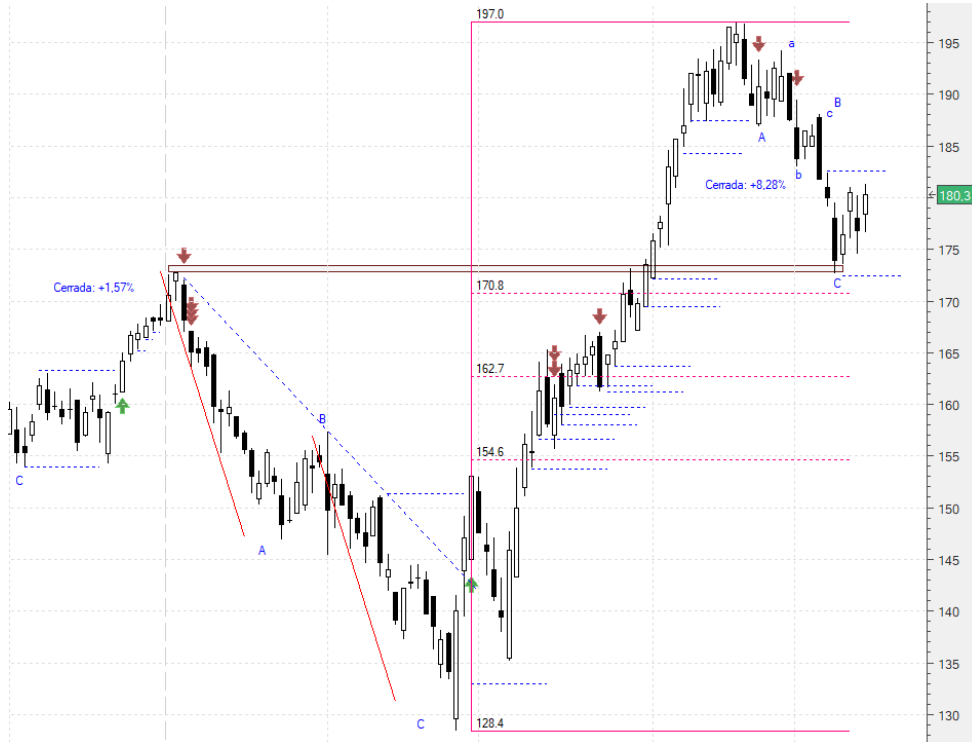 197.0
195
a
190
B
c
A
185
b
Cerrada: +8,28%
180,3
175
C
Cerrada: +1,57%
170.8
170
165
162.7
160
B
C
154.6
155
150
A
145
140
135
C
128.4
130